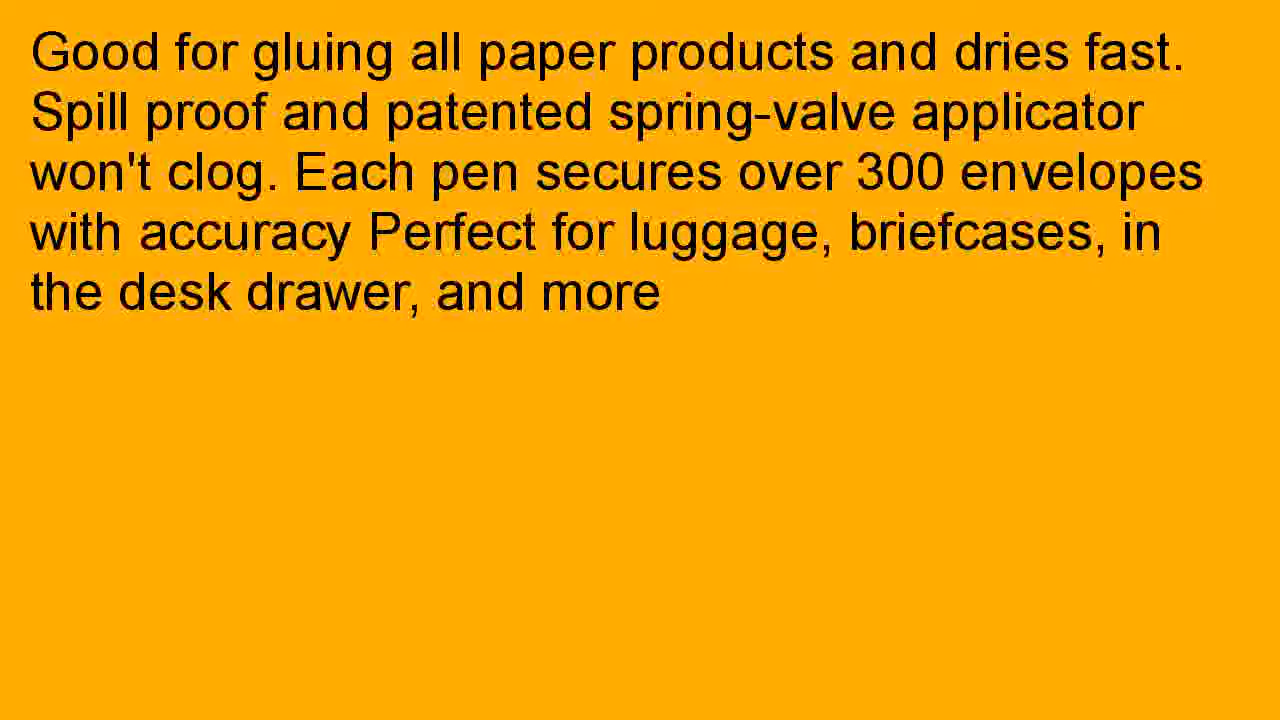 Good for gluing all paper products and dries fast.
Spill proof and patented spring-valve applicator
won't clog. Each pen secures over 300 envelopes
with accuracy Perfect for luggage, briefcases, in
the desk drawer, and more